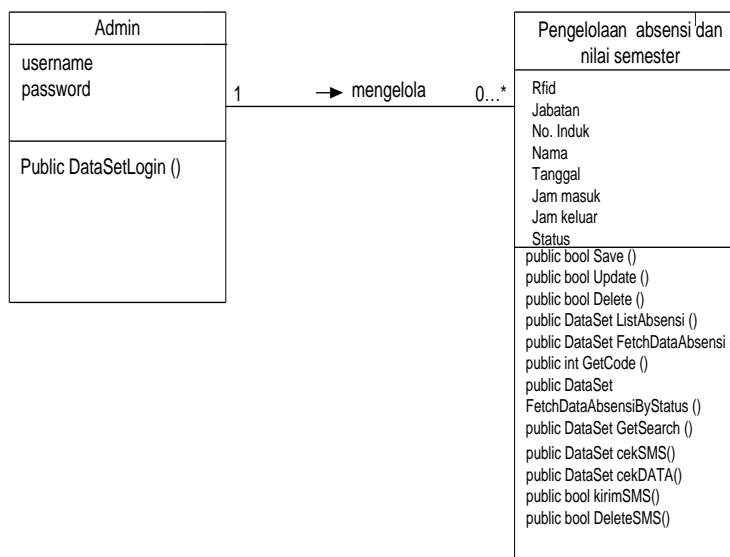 Admin
username
password
Public DataSetLogin ()
1
mengelola
0...*
Pengelolaan absensi dan
nilai semester
Rfid
Jabatan
No. Induk
Nama
Tanggal
Jam masuk
Jam keluar
Status
public bool Save ()
public bool Update ()
public bool Delete ()
public DataSet ListAbsensi ()
public DataSet FetchDataAbsensi
public int GetCode ()
public DataSet
FetchDataAbsensiByStatus ()
public DataSet GetSearch ()
public DataSet cekSMS()
public DataSet cekDATA()
public bool kirimSMS()
public bool DeleteSMS()